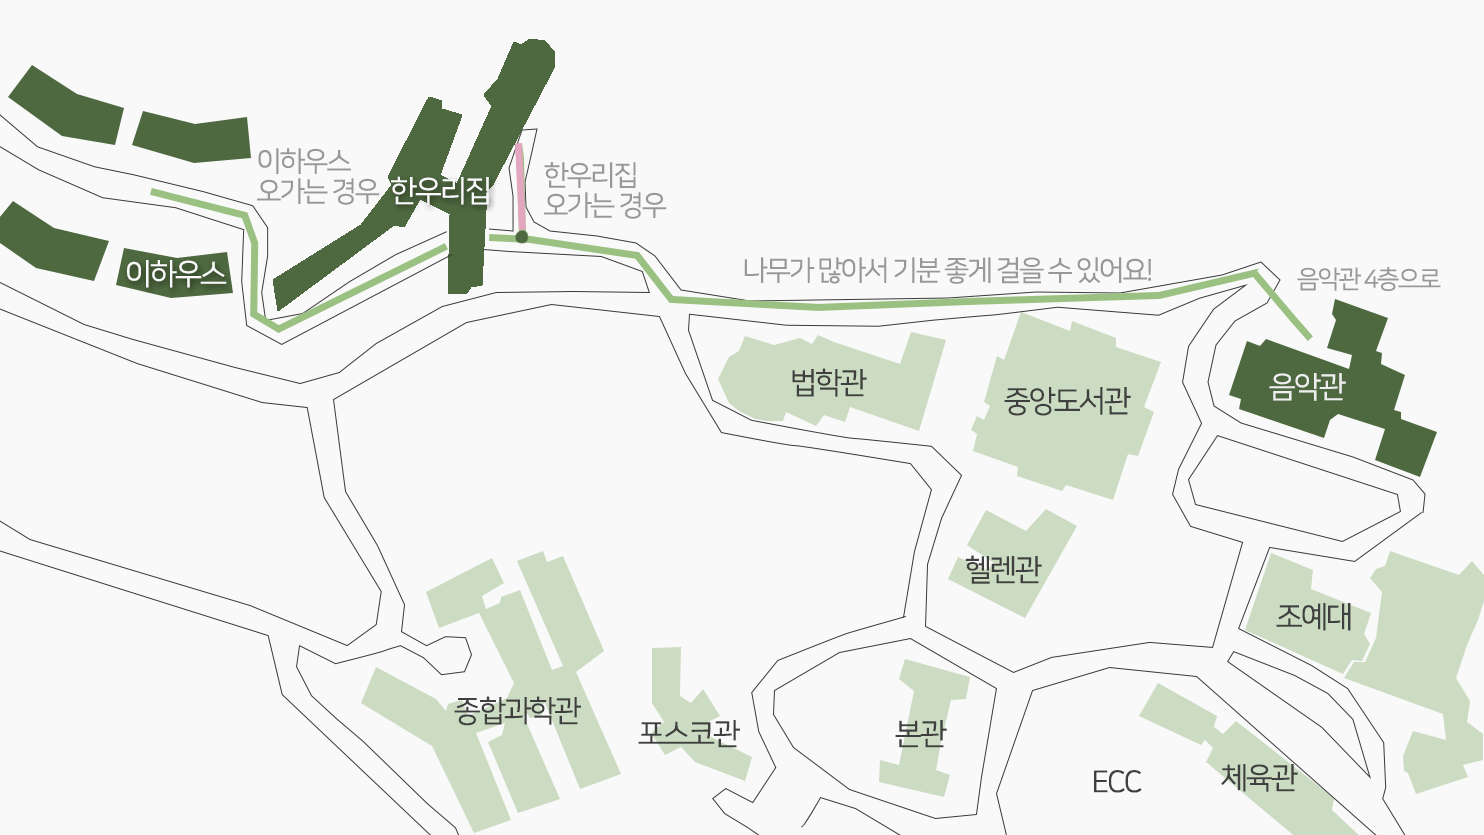 이하우스
오가는 경우
한우리집
한우리집
오가는 경우
이하우스
나무가 많아서 기분 좋게 걸을 수 있어요!
음악관 4층으로
음악관
법학관
중앙도서관
헬렌관
조예대
종합과학관
포스코관
본관
ECC
체육관